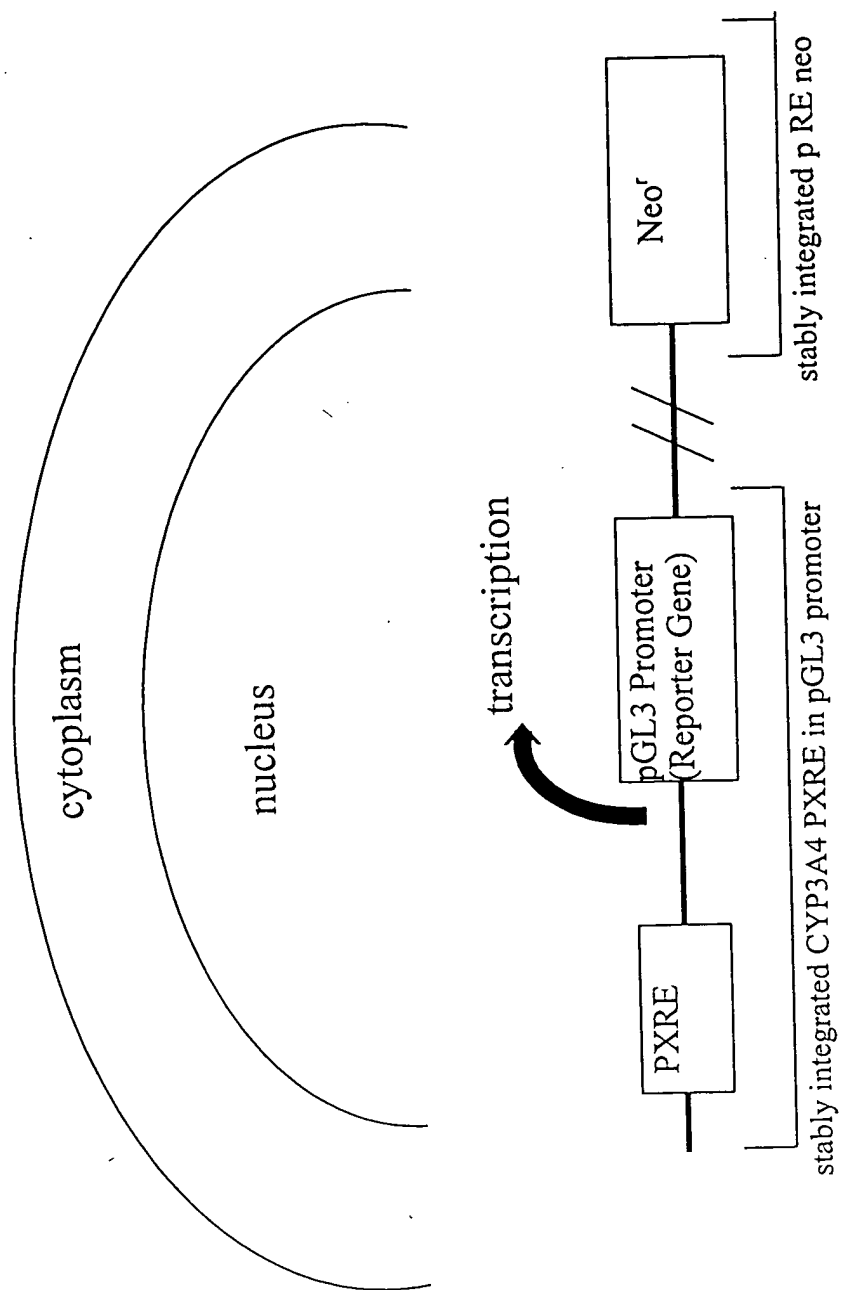 cytoplasm
nucleus
transcription
PXRE
pGL3 Promoter
(Reporter Gene)
Neoʳ
stably integrated CYP3A4 PXRE in pGL3 promoter
stably integrated p RE neo